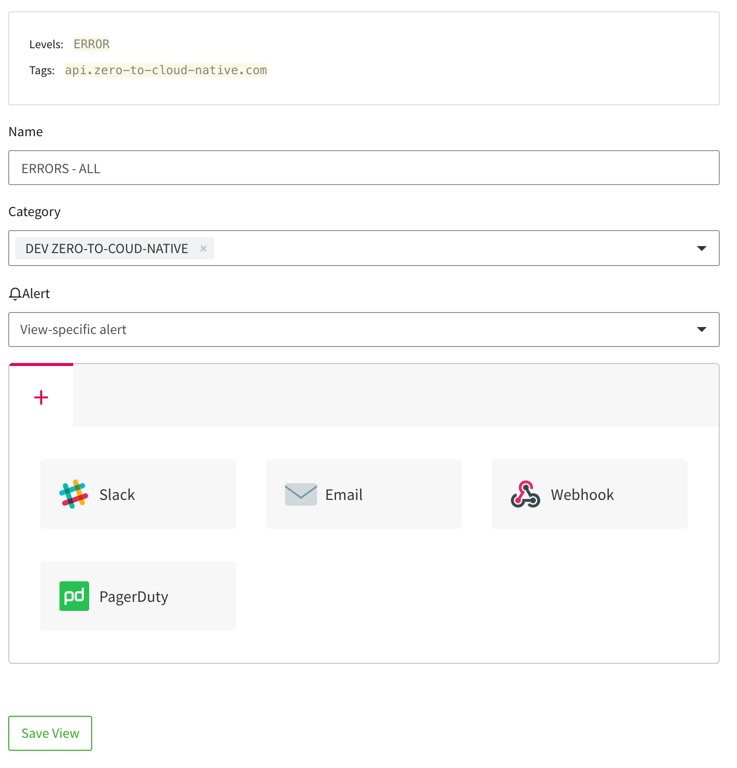 Levels: ERROR
Tags: api.zero-to-cloud-native.com
Name
ERRORS - ALL
Category
DEV ZERO-TO-COUD-NATIVE ×
Alert
View-specific alert
+
Slack
Email
Webhook
pd PagerDuty
Save View